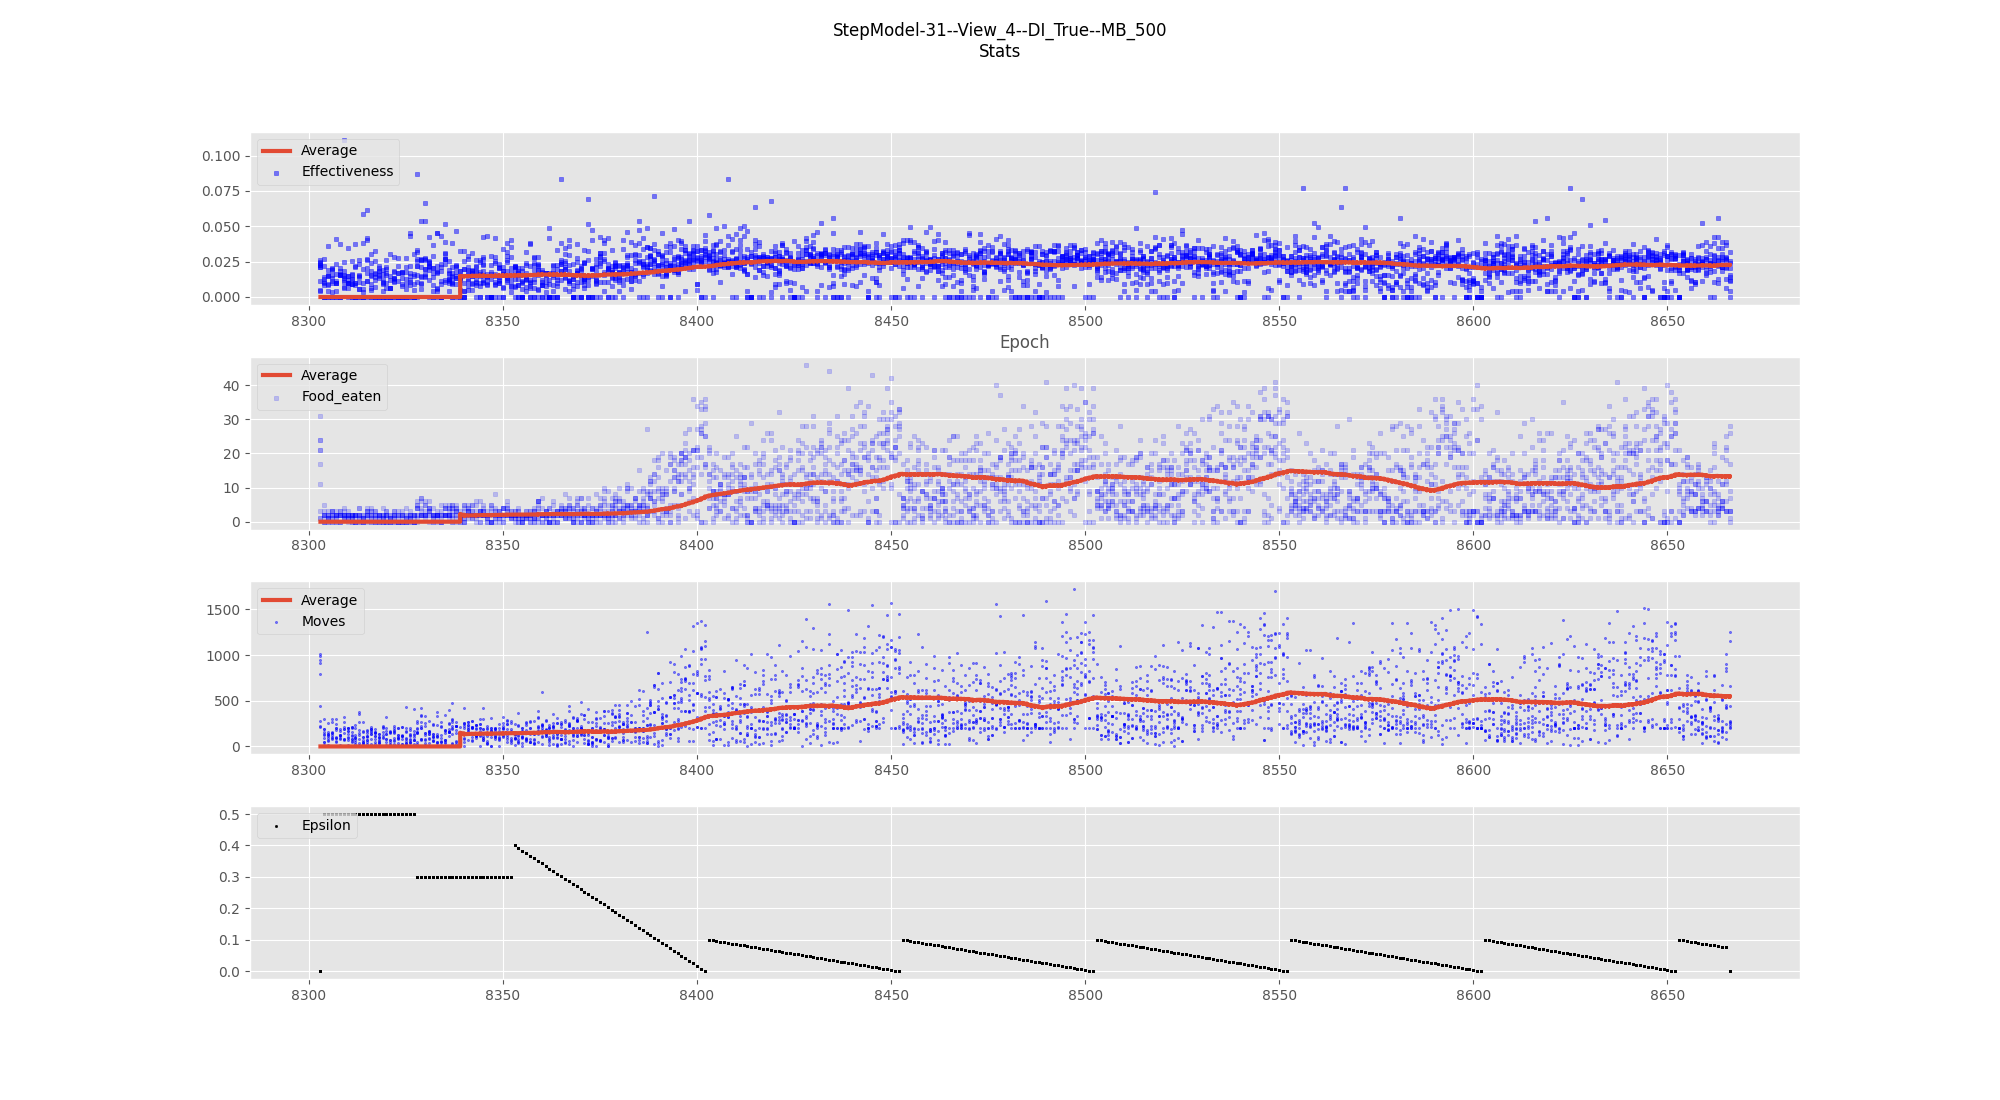 StepModel-31--View_4--DI_True--MB_500
Stats
Average
Effectiveness
0.100
0.075
0.050
0.025
0.000
8300 8350 8400 8450 8500 8550 8600 8650
Epoch
Average
Food_eaten
40
30
20
10
0
8300 8350 8400 8450 8500 8550 8600 8650
Average
Moves
1500
1000
500
0
8300 8350 8400 8450 8500 8550 8600 8650
Epsilon
0.5
0.4
0.3
0.2
0.1
0.0
8300 8350 8400 8450 8500 8550 8600 8650